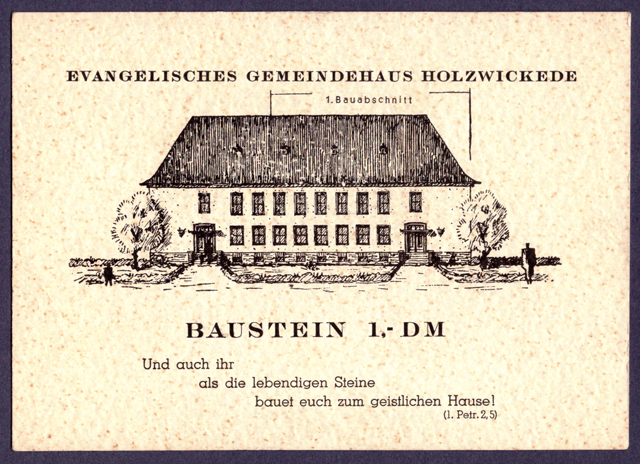 EVANGELISCHES GEMEINDEHAUS HOLZWICKEDE
1. Bauabschnitt
BAUSTEIN 1,- DM
Und auch ihr
als die lebendigen Steine
bauet euch zum geistlichen Hause!
(1. Petr. 2, 5)